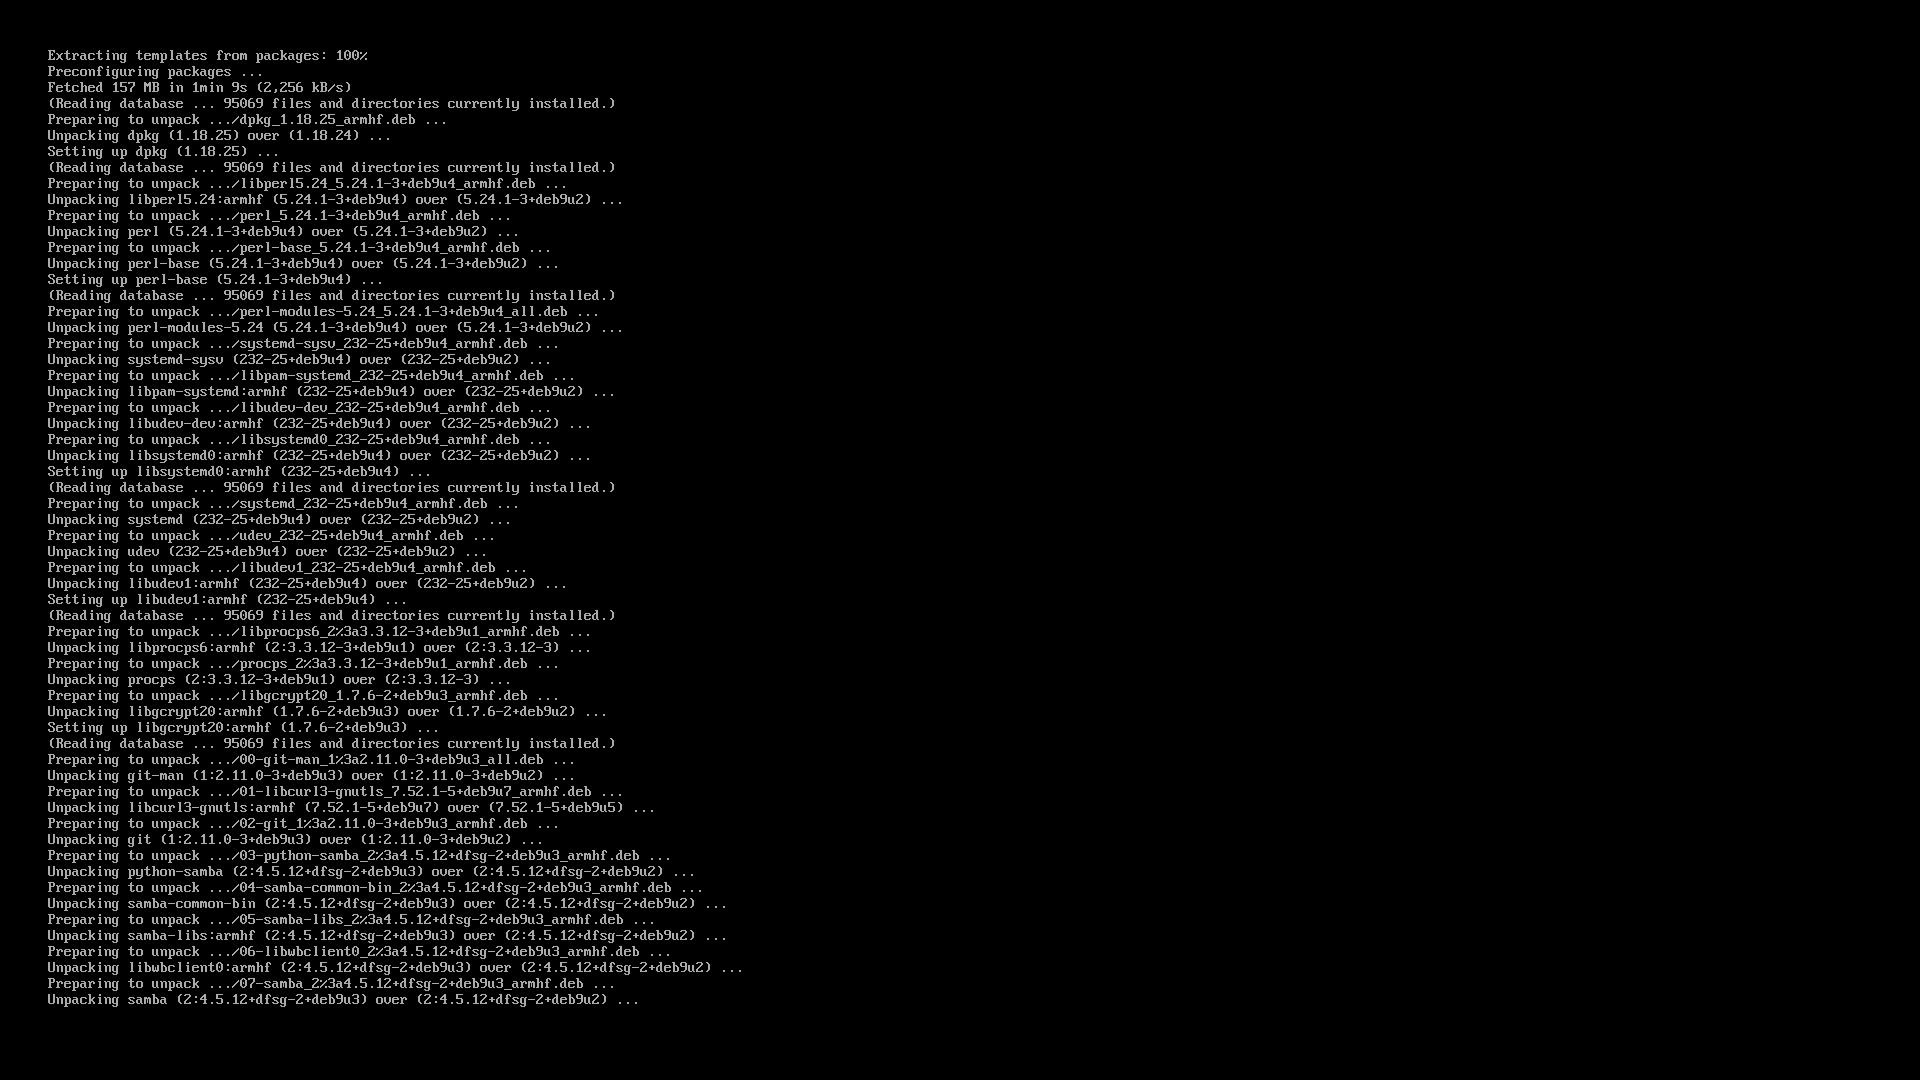 Extracting templates from packages: 100%
Preconfiguring packages ...
Fetched 157 MB in 1min 9s (2,256 kB/s)
(Reading database ... 95069 files and directories currently installed.)
Preparing to unpack .../dpkg_1.18.25_armhf.deb ...
Unpacking dpkg (1.18.25) over (1.18.24) ...
Setting up dpkg (1.18.25) ...
(Reading database ... 95069 files and directories currently installed.)
Preparing to unpack .../libperl5.24_5.24.1-3+deb9u4_armhf.deb ...
Unpacking libperl5.24:armhf (5.24.1-3+deb9u4) over (5.24.1-3+deb9u2) ...
Preparing to unpack .../perl_5.24.1-3+deb9u4_armhf.deb ...
Unpacking perl (5.24.1-3+deb9u4) over (5.24.1-3+deb9u2) ...
Preparing to unpack .../perl-base_5.24.1-3+deb9u4_armhf.deb ...
Unpacking perl-base (5.24.1-3+deb9u4) over (5.24.1-3+deb9u2) ...
Setting up perl-base (5.24.1-3+deb9u4) ...
(Reading database ... 95069 files and directories currently installed.)
Preparing to unpack .../perl-modules-5.24_5.24.1-3+deb9u4_all.deb ...
Unpacking perl-modules-5.24 (5.24.1-3+deb9u4) over (5.24.1-3+deb9u2) ...
Preparing to unpack .../systemd-sysv_232-25+deb9u4_armhf.deb ...
Unpacking systemd-sysv (232-25+deb9u4) over (232-25+deb9u2) ...
Preparing to unpack .../libpam-systemd_232-25+deb9u4_armhf.deb ...
Unpacking libpam-systemd:armhf (232-25+deb9u4) over (232-25+deb9u2) ...
Preparing to unpack .../libudev-dev_232-25+deb9u4_armhf.deb ...
Unpacking libudev-dev:armhf (232-25+deb9u4) over (232-25+deb9u2) ...
Preparing to unpack .../libsystemd0_232-25+deb9u4_armhf.deb ...
Unpacking libsystemd0:armhf (232-25+deb9u4) over (232-25+deb9u2) ...
Setting up libsystemd0:armhf (232-25+deb9u4) ...
(Reading database ... 95069 files and directories currently installed.)
Preparing to unpack .../systemd_232-25+deb9u4_armhf.deb ...
Unpacking systemd (232-25+deb9u4) over (232-25+deb9u2) ...
Preparing to unpack .../udev_232-25+deb9u4_armhf.deb ...
Unpacking udev (232-25+deb9u4) over (232-25+deb9u2) ...
Preparing to unpack .../libudev1_232-25+deb9u4_armhf.deb ...
Unpacking libudev1:armhf (232-25+deb9u4) over (232-25+deb9u2) ...
Setting up libudev1:armhf (232-25+deb9u4) ...
(Reading database ... 95069 files and directories currently installed.)
Preparing to unpack .../libprocps6_2%3a3.3.12-3+deb9u1_armhf.deb ...
Unpacking libprocps6:armhf (2:3.3.12-3+deb9u1) over (2:3.3.12-3) ...
Preparing to unpack .../procps_2%3a3.3.12-3+deb9u1_armhf.deb ...
Unpacking procps (2:3.3.12-3+deb9u1) over (2:3.3.12-3) ...
Preparing to unpack .../libgcrypt20_1.7.6-2+deb9u3_armhf.deb ...
Unpacking libgcrypt20:armhf (1.7.6-2+deb9u3) over (1.7.6-2+deb9u2) ...
Setting up libgcrypt20:armhf (1.7.6-2+deb9u3) ...
(Reading database ... 95069 files and directories currently installed.)
Preparing to unpack .../00-git-man_1%3a2.11.0-3+deb9u3_all.deb ...
Unpacking git-man (1:2.11.0-3+deb9u3) over (1:2.11.0-3+deb9u2) ...
Preparing to unpack .../01-libcurl3-gnutls_7.52.1-5+deb9u7_armhf.deb ...
Unpacking libcurl3-gnutls:armhf (7.52.1-5+deb9u7) over (7.52.1-5+deb9u5) ...
Preparing to unpack .../02-git_1%3a2.11.0-3+deb9u3_armhf.deb ...
Unpacking git (1:2.11.0-3+deb9u3) over (1:2.11.0-3+deb9u2) ...
Preparing to unpack .../03-python-samba_2%3a4.5.12+dfsg-2+deb9u3_armhf.deb ...
Unpacking python-samba (2:4.5.12+dfsg-2+deb9u3) over (2:4.5.12+dfsg-2+deb9u2) ...
Preparing to unpack .../04-samba-common-bin_2%3a4.5.12+dfsg-2+deb9u3_armhf.deb ...
Unpacking samba-common-bin (2:4.5.12+dfsg-2+deb9u3) over (2:4.5.12+dfsg-2+deb9u2) ...
Preparing to unpack .../05-samba-libs_2%3a4.5.12+dfsg-2+deb9u3_armhf.deb ...
Unpacking samba-libs:armhf (2:4.5.12+dfsg-2+deb9u3) over (2:4.5.12+dfsg-2+deb9u2) ...
Preparing to unpack .../06-libwbclient0_2%3a4.5.12+dfsg-2+deb9u3_armhf.deb ...
Unpacking libwbclient0:armhf (2:4.5.12+dfsg-2+deb9u3) over (2:4.5.12+dfsg-2+deb9u2) ...
Preparing to unpack .../07-samba_2%3a4.5.12+dfsg-2+deb9u3_armhf.deb ...
Unpacking samba (2:4.5.12+dfsg-2+deb9u3) over (2:4.5.12+dfsg-2+deb9u2) ...